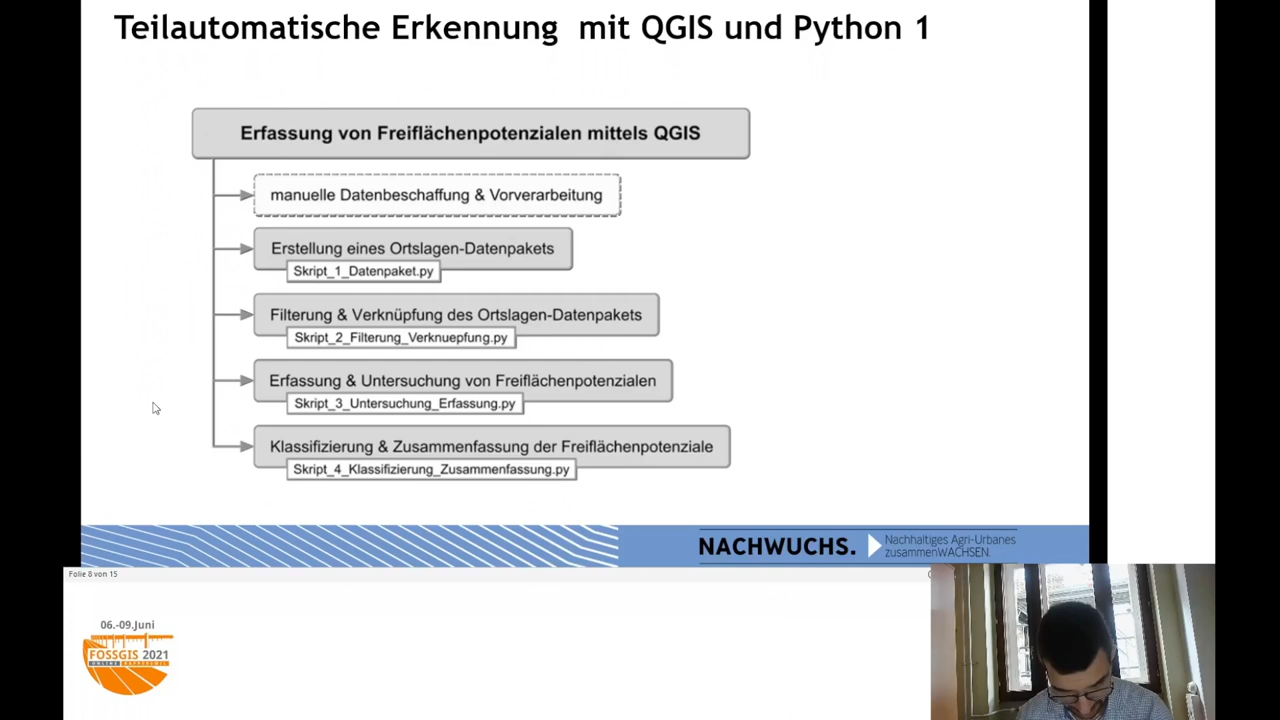 Teilautomatische Erkennung mit QGIS und Python 1
Erfassung von Freiflächenpotenzialen mittels QGIS
manuelle Datenbeschaffung & Vorverarbeitung
Erstellung eines Ortslagen-Datenpakets
Skript_1_Datenpaket.py
Filterung & Verknüpfung des Ortslagen-Datenpakets
Skript_2_Filterung_Verknuepfung.py
Erfassung & Untersuchung von Freiflächenpotenzialen
Skript_3_Untersuchung_Erfassung.py
Klassifizierung & Zusammenfassung der Freiflächenpotenziale
Skript_4_Klassifizierung_Zusammenfassung.py
NACHWUCHS.
Nachhaltiges Agri-Urbanes
zusammenWACHSEN.
Folie 8 von 15
06.-09.Juni
FOSSGIS 2021
ONLINE RAPPERSWIL